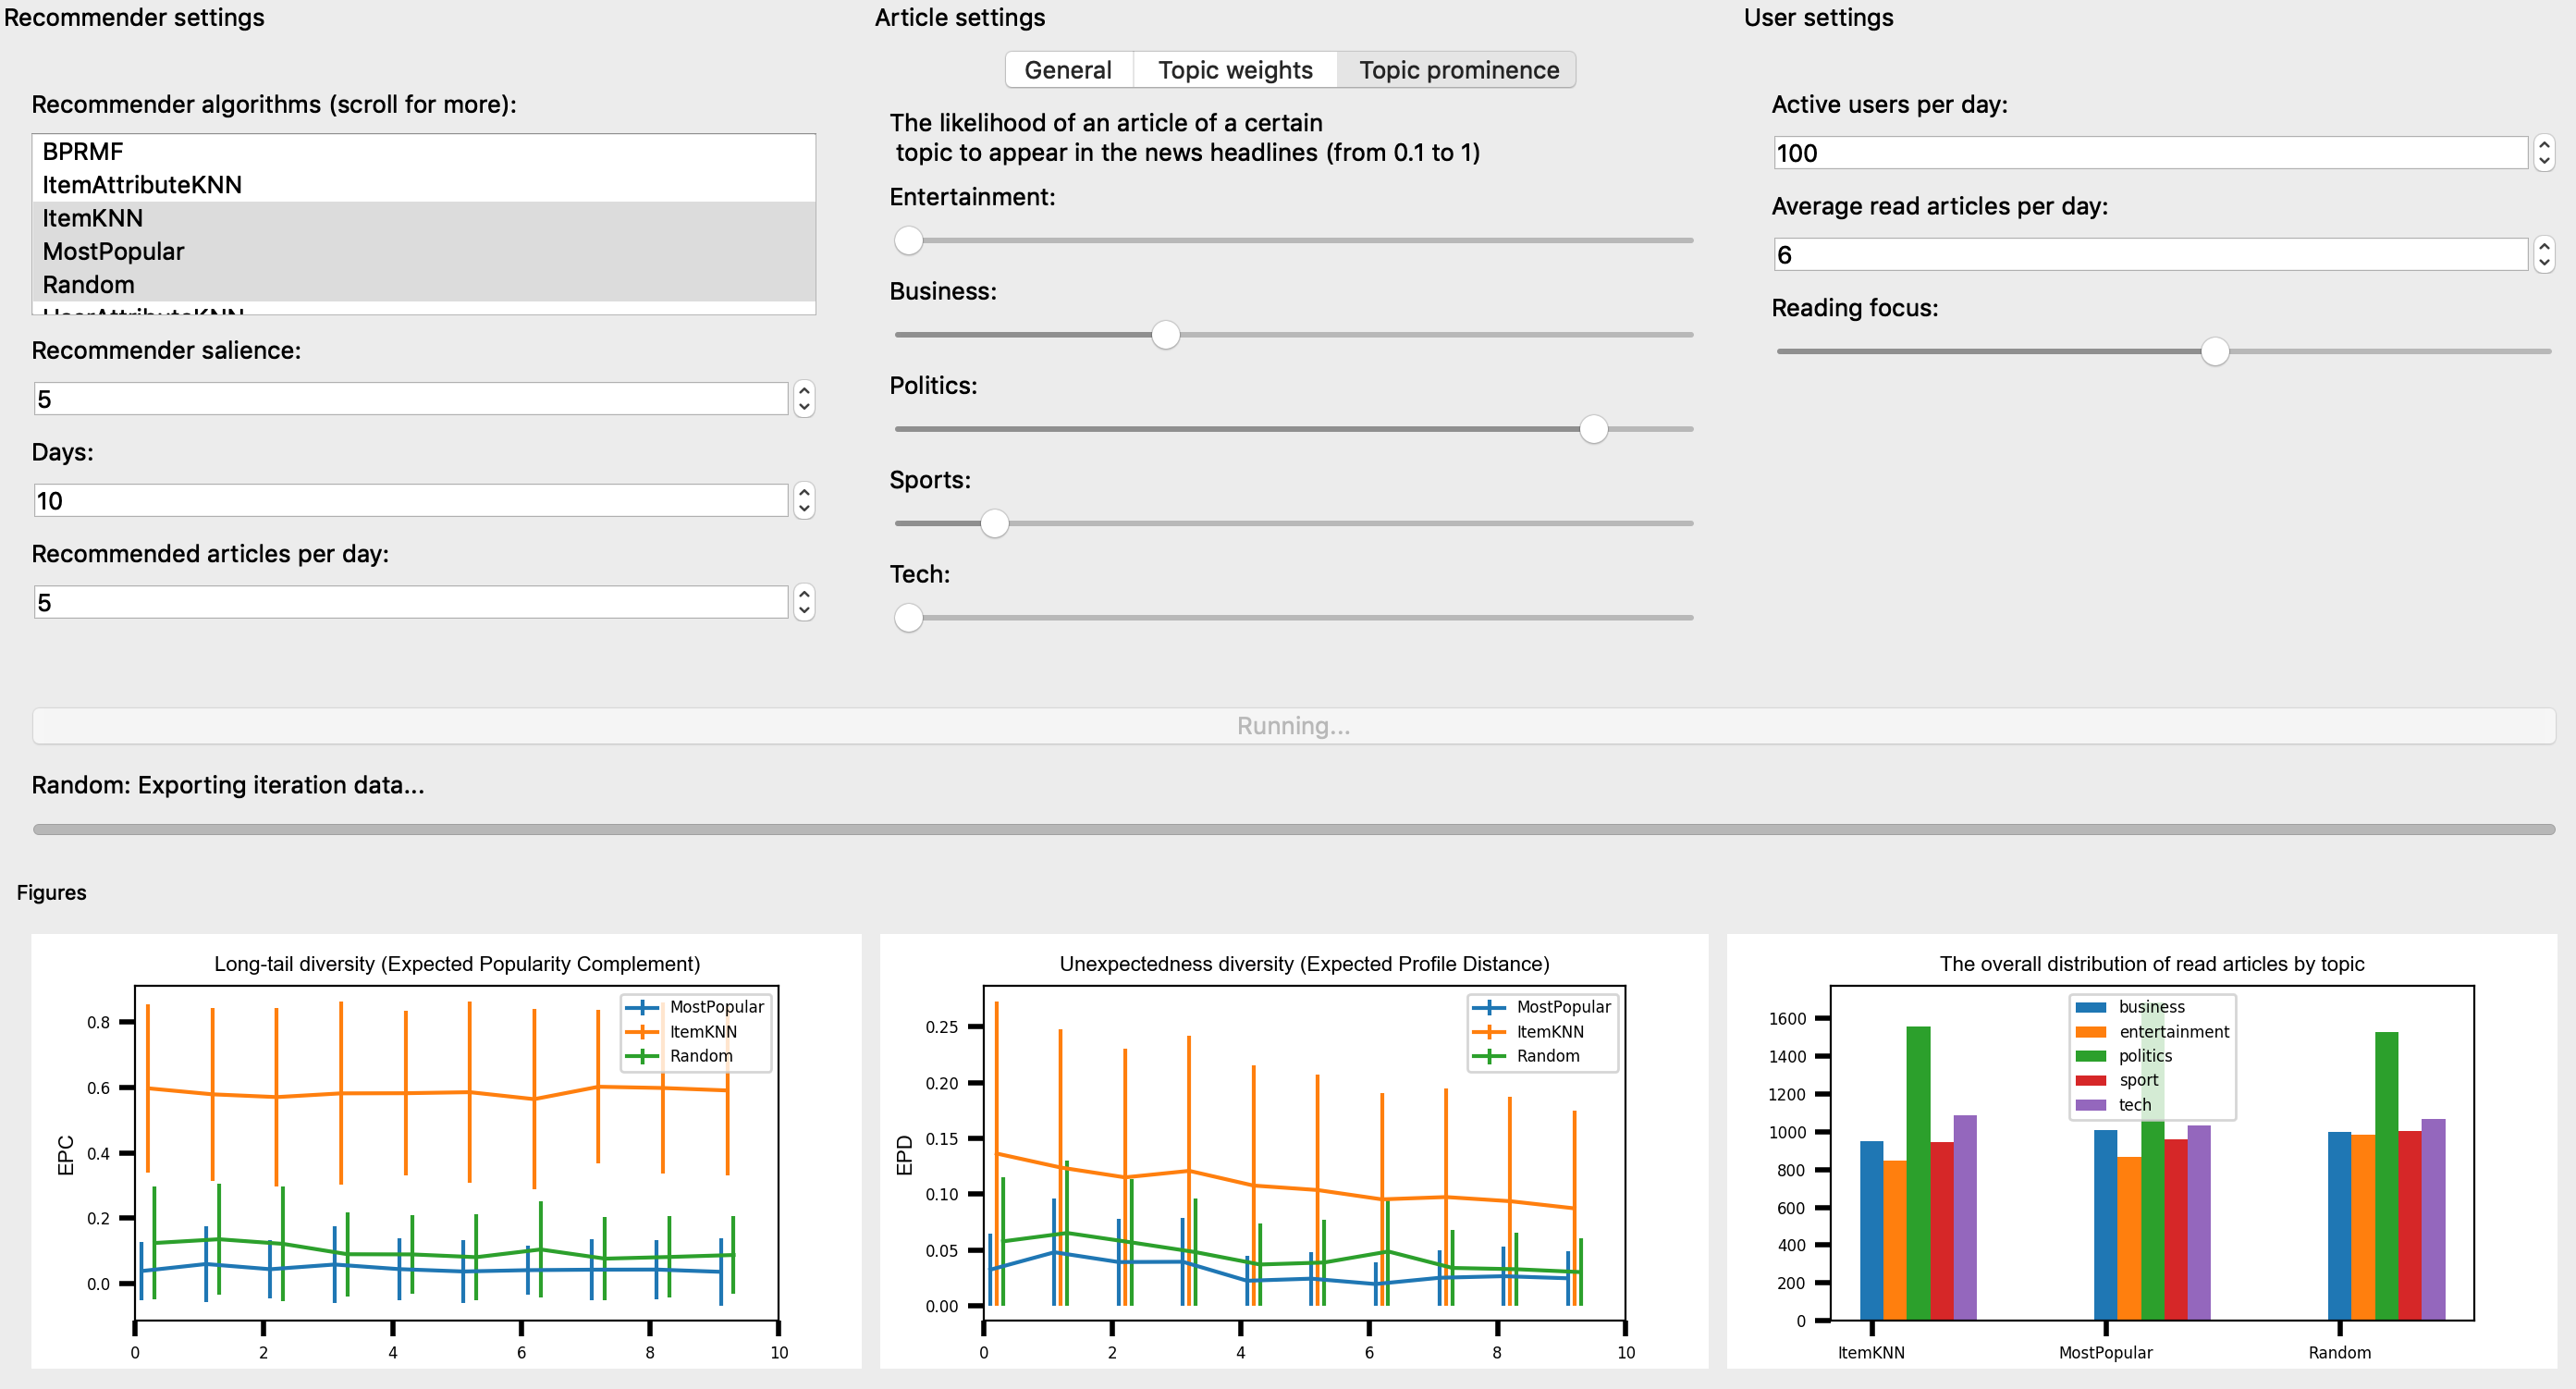 Recommender settings
Recommender algorithms (scroll for more):
BPRMF
ItemAttributeKNN
ItemKNN
MostPopular
Random
Recommender salience:
5
Days:
10
Recommended articles per day:
5
Article settings
General Topic weights Topic prominence
The likelihood of an article of a certain
topic to appear in the news headlines (from 0.1 to 1)
Entertainment:
Business:
Politics:
Sports:
Tech:
User settings
Active users per day:
100
Average read articles per day:
6
Reading focus:
Running...
Random: Exporting iteration data...
Figures
Long-tail diversity (Expected Popularity Complement)
MostPopular
ItemKNN
Random
EPC
0.8
0.6
0.4
0.2
0.0
0 2 4 6 8 10
Unexpectedness diversity (Expected Profile Distance)
MostPopular
ItemKNN
Random
EPD
0.25
0.20
0.15
0.10
0.05
0.00
0 2 4 6 8 10
The overall distribution of read articles by topic
business
entertainment
politics
sport
tech
1600
1400
1200
1000
800
600
400
200
0
ItemKNN MostPopular Random